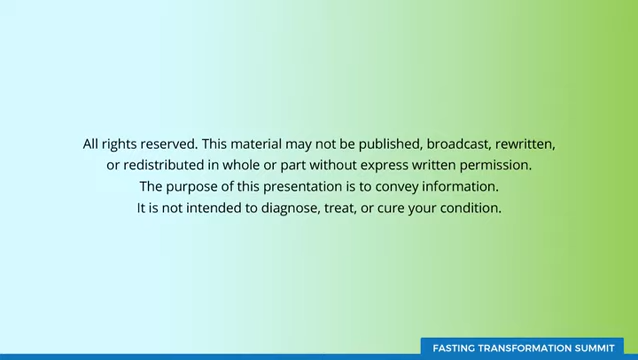 All rights reserved. This material may not be published, broadcast, rewritten,
or redistributed in whole or part without express written permission.
The purpose of this presentation is to convey information.
It is not intended to diagnose, treat, or cure your condition.
FASTING TRANSFORMATION SUMMIT